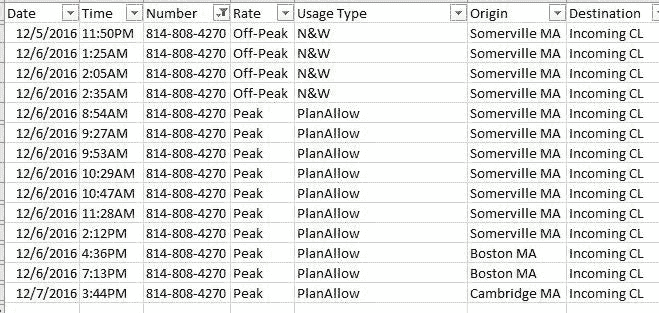 Date Time Number Rate Usage Type Origin Destination
12/5/2016 11:50PM 814-808-4270 Off-Peak N&W Somerville MA Incoming CL
12/6/2016 1:25AM 814-808-4270 Off-Peak N&W Somerville MA Incoming CL
12/6/2016 2:05AM 814-808-4270 Off-Peak N&W Somerville MA Incoming CL
12/6/2016 2:35AM 814-808-4270 Off-Peak N&W Somerville MA Incoming CL
12/6/2016 8:54AM 814-808-4270 Peak PlanAllow Somerville MA Incoming CL
12/6/2016 9:27AM 814-808-4270 Peak PlanAllow Somerville MA Incoming CL
12/6/2016 9:53AM 814-808-4270 Peak PlanAllow Somerville MA Incoming CL
12/6/2016 10:29AM 814-808-4270 Peak PlanAllow Somerville MA Incoming CL
12/6/2016 10:47AM 814-808-4270 Peak PlanAllow Somerville MA Incoming CL
12/6/2016 11:28AM 814-808-4270 Peak PlanAllow Somerville MA Incoming CL
12/6/2016 2:12PM 814-808-4270 Peak PlanAllow Somerville MA Incoming CL
12/6/2016 4:36PM 814-808-4270 Peak PlanAllow Boston MA Incoming CL
12/6/2016 7:13PM 814-808-4270 Peak PlanAllow Boston MA Incoming CL
12/7/2016 3:44PM 814-808-4270 Peak PlanAllow Cambridge MA Incoming CL